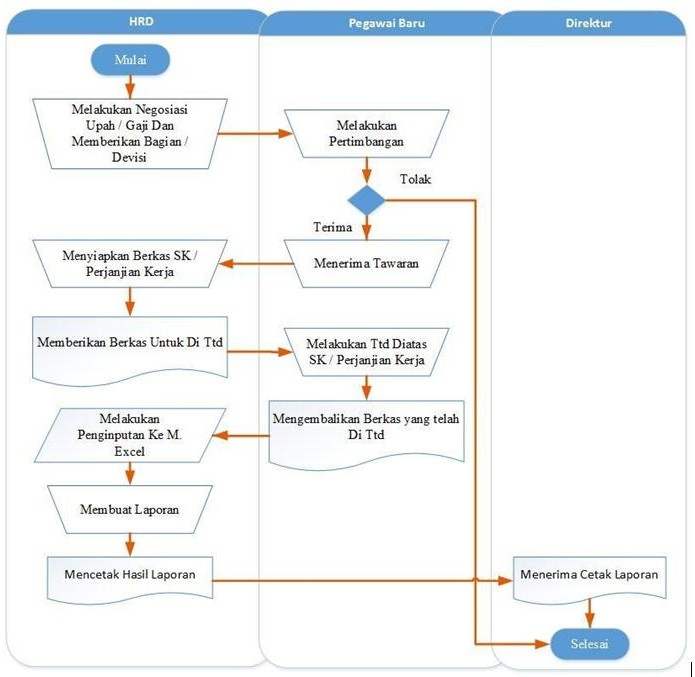 HRD
Pegawai Baru
Direktur
Mulai
Melakukan Negosiasi
Upah / Gaji Dan
Memberikan Bagian /
Devisi
Melakukan
Pertimbangan
Tolak
Terima
Menerima Tawaran
Menyiapkan Berkas SK /
Perjanjian Kerja
Memberikan Berkas Untuk Di Ttd
Melakukan Ttd Diatas
SK / Perjanjian Kerja
Mengembalikan Berkas yang telah
Di Ttd
Melakukan
Penginputan Ke M.
Excel
Membuat Laporan
Mencetak Hasil Laporan
Menerima Cetak Laporan
Selesai